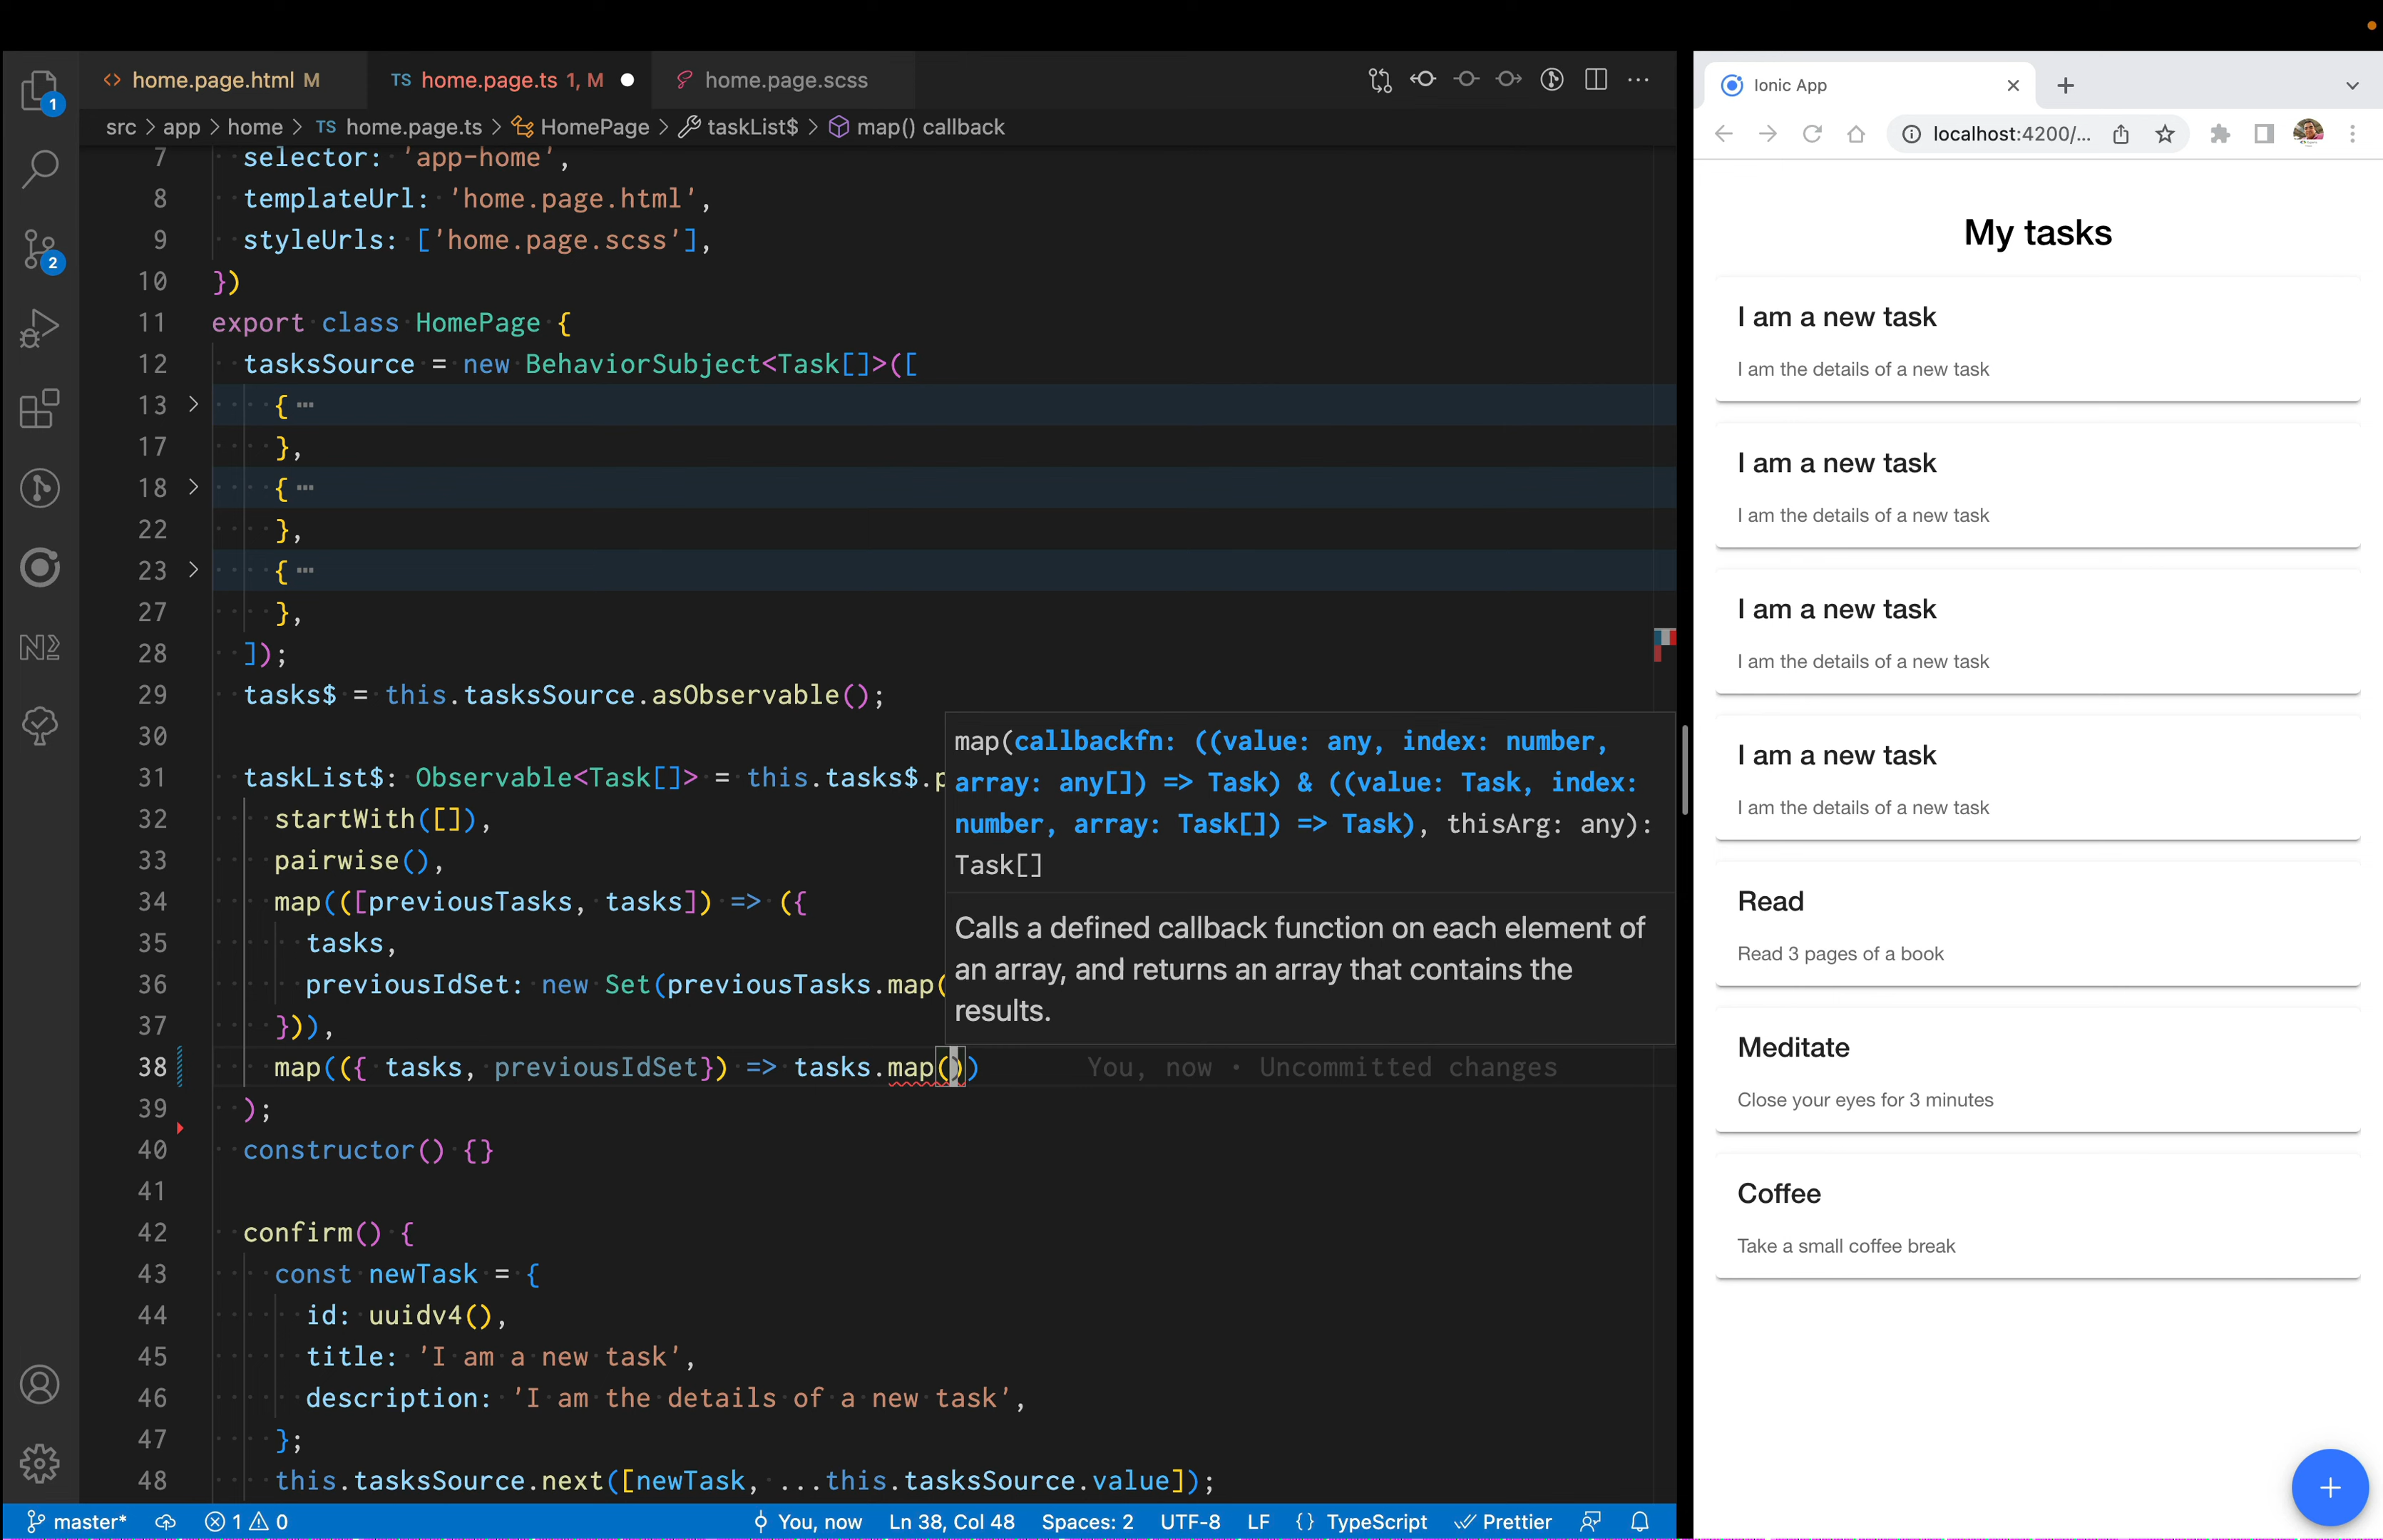 home.page.html M
TS home.page.ts 1, M
home.page.scss
src > app > home > TS home.page.ts > HomePage > taskList$ > map() callback
7 selector: 'app-home',
8 templateUrl: 'home.page.html',
9 styleUrls: ['home.page.scss'],
10 })
11 export class HomePage {
12 tasksSource = new BehaviorSubject<Task[]>([
13 { ⋯
17 },
18 { ⋯
22 },
23 { ⋯
27 },
28 ]);
29 tasks$ = this.tasksSource.asObservable();
30
31 taskList$: Observable<Task[]> = this.tasks$.p
32 startWith([]),
33 pairwise(),
34 map(([previousTasks, tasks]) => ({
35 tasks,
36 previousIdSet: new Set(previousTasks.map(
37 })),
38 map(({ tasks, previousIdSet}) => tasks.map()) You, now • Uncommitted changes
39 );
40 constructor() {}
41
42 confirm() {
43 const newTask = {
44 id: uuidv4(),
45 title: 'I am a new task',
46 description: 'I am the details of a new task',
47 };
48 this.tasksSource.next([newTask, ...this.tasksSource.value]);
map(callbackfn: ((value: any, index: number,
array: any[]) => Task) & ((value: Task, index:
number, array: Task[]) => Task), thisArg: any):
Task[]
Calls a defined callback function on each element of
an array, and returns an array that contains the
results.
1
2
master* 1 0 You, now Ln 38, Col 48 Spaces: 2 UTF-8 LF {} TypeScript Prettier
Ionic App
localhost:4200/...
My tasks
I am a new task
I am the details of a new task
I am a new task
I am the details of a new task
I am a new task
I am the details of a new task
I am a new task
I am the details of a new task
Read
Read 3 pages of a book
Meditate
Close your eyes for 3 minutes
Coffee
Take a small coffee break